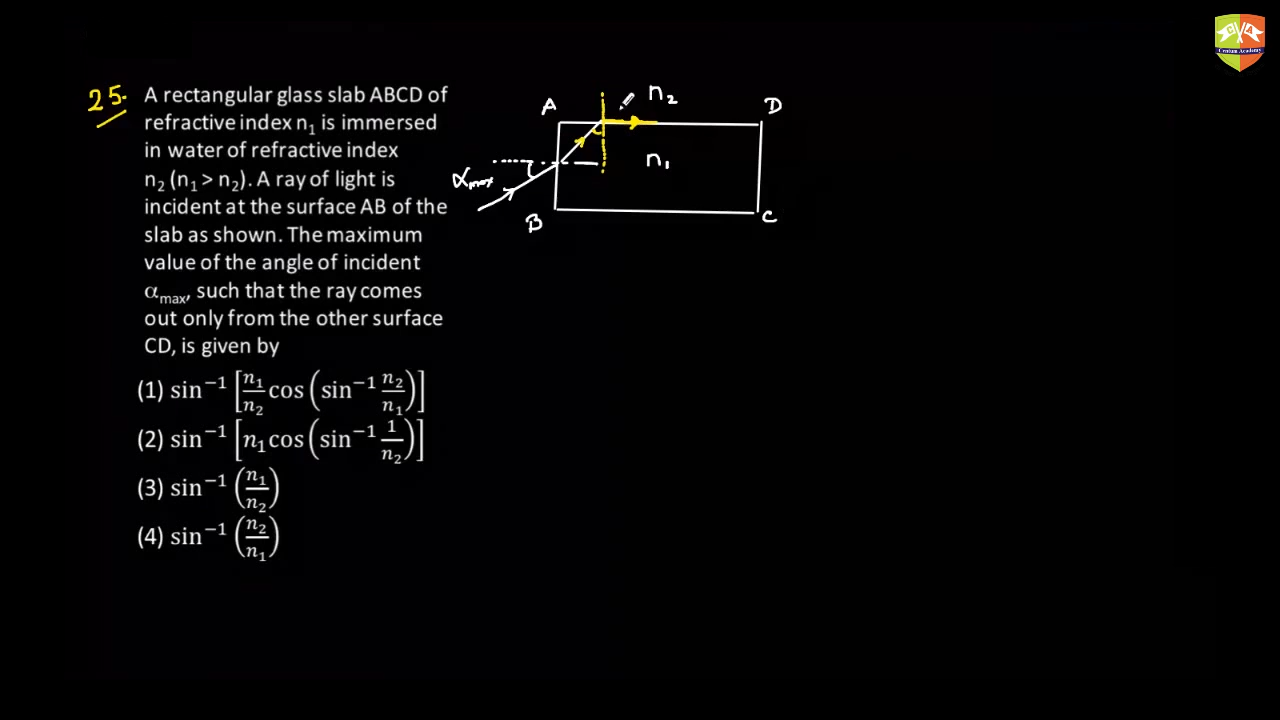 25.
A rectangular glass slab ABCD of
refractive index n₁ is immersed
in water of refractive index
n₂ (n₁ > n₂). A ray of light is
incident at the surface AB of the
slab as shown. The maximum
value of the angle of incident
αmax, such that the ray comes
out only from the other surface
CD, is given by
(1) sin⁻¹ [n₁/n₂ cos (sin⁻¹ n₂/n₁)]
(2) sin⁻¹ [n₁ cos (sin⁻¹ 1/n₂)]
(3) sin⁻¹ (n₁/n₂)
(4) sin⁻¹ (n₂/n₁)
A n₂ D
n₁
αmax
B C
Centum Academy